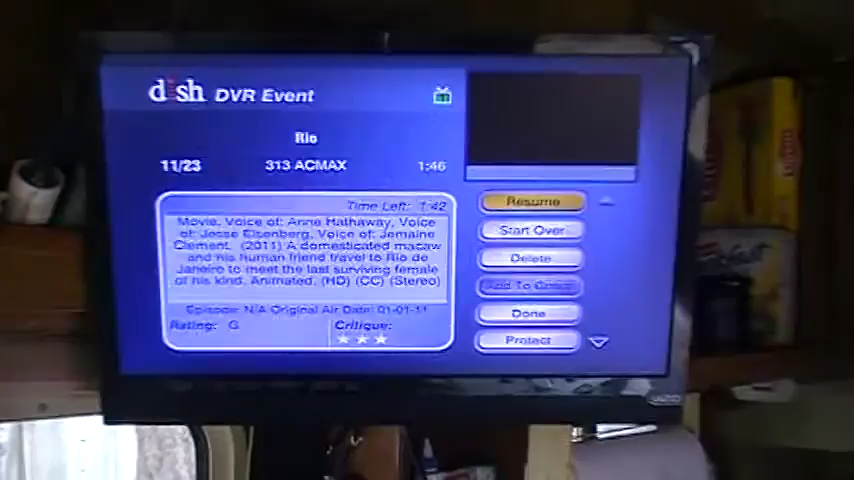 dish DVR Event
Rio
11/23 313 ACMAX 1:46
Time Left: 1:42
Movie. Voice of: Anne Hathaway, Voice
of: Jesse Eisenberg, Voice of: Jemaine
Clement. (2011) A domesticated macaw
and his human friend travel to Rio de
Janeiro to meet the last surviving female
of his kind. Animated. (HD) (CC) (Stereo)
Episode: N/A Original Air Date: 01-01-11
Rating: G
Critique:
Resume
Start Over
Delete
Add To Group
Done
Protect